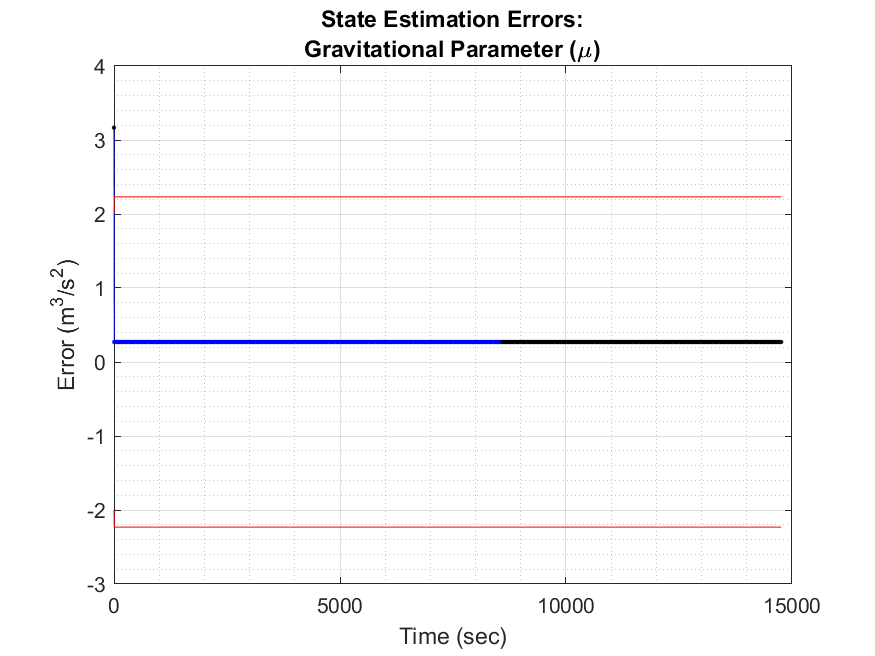 State Estimation Errors:
Gravitational Parameter (μ)
Error (m³/s²)
4
3
2
1
0
-1
-2
-3
0 5000 10000 15000
Time (sec)